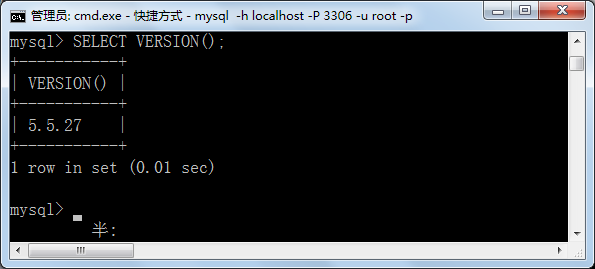 管理员: cmd.exe - 快捷方式 - mysql  -h localhost -P 3306 -u root -p
mysql> SELECT VERSION();
+-----------+
| VERSION() |
+-----------+
| 5.5.27    |
+-----------+
1 row in set (0.01 sec)
mysql>
半: